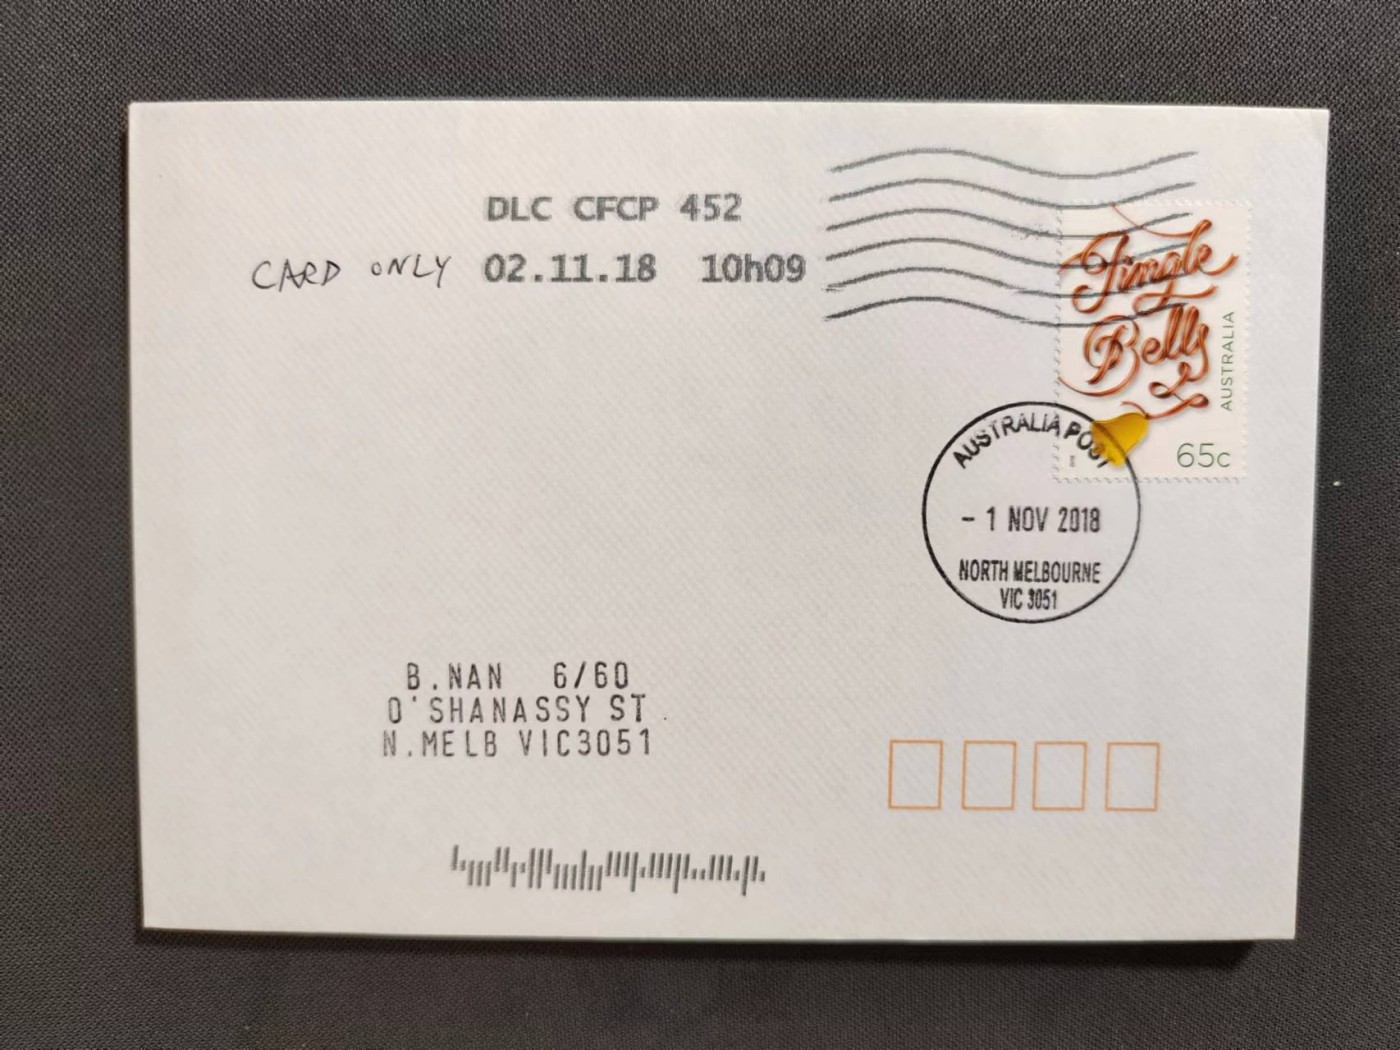 DLC CFCP 452
CARD ONLY 02.11.18 10h09
Jingle
Bells
AUSTRALIA
65c
AUSTRALIA POST
- 1 NOV 2018
NORTH MELBOURNE
VIC 3051
B.NAN 6/60
O'SHANASSY ST
N.MELB VIC3051